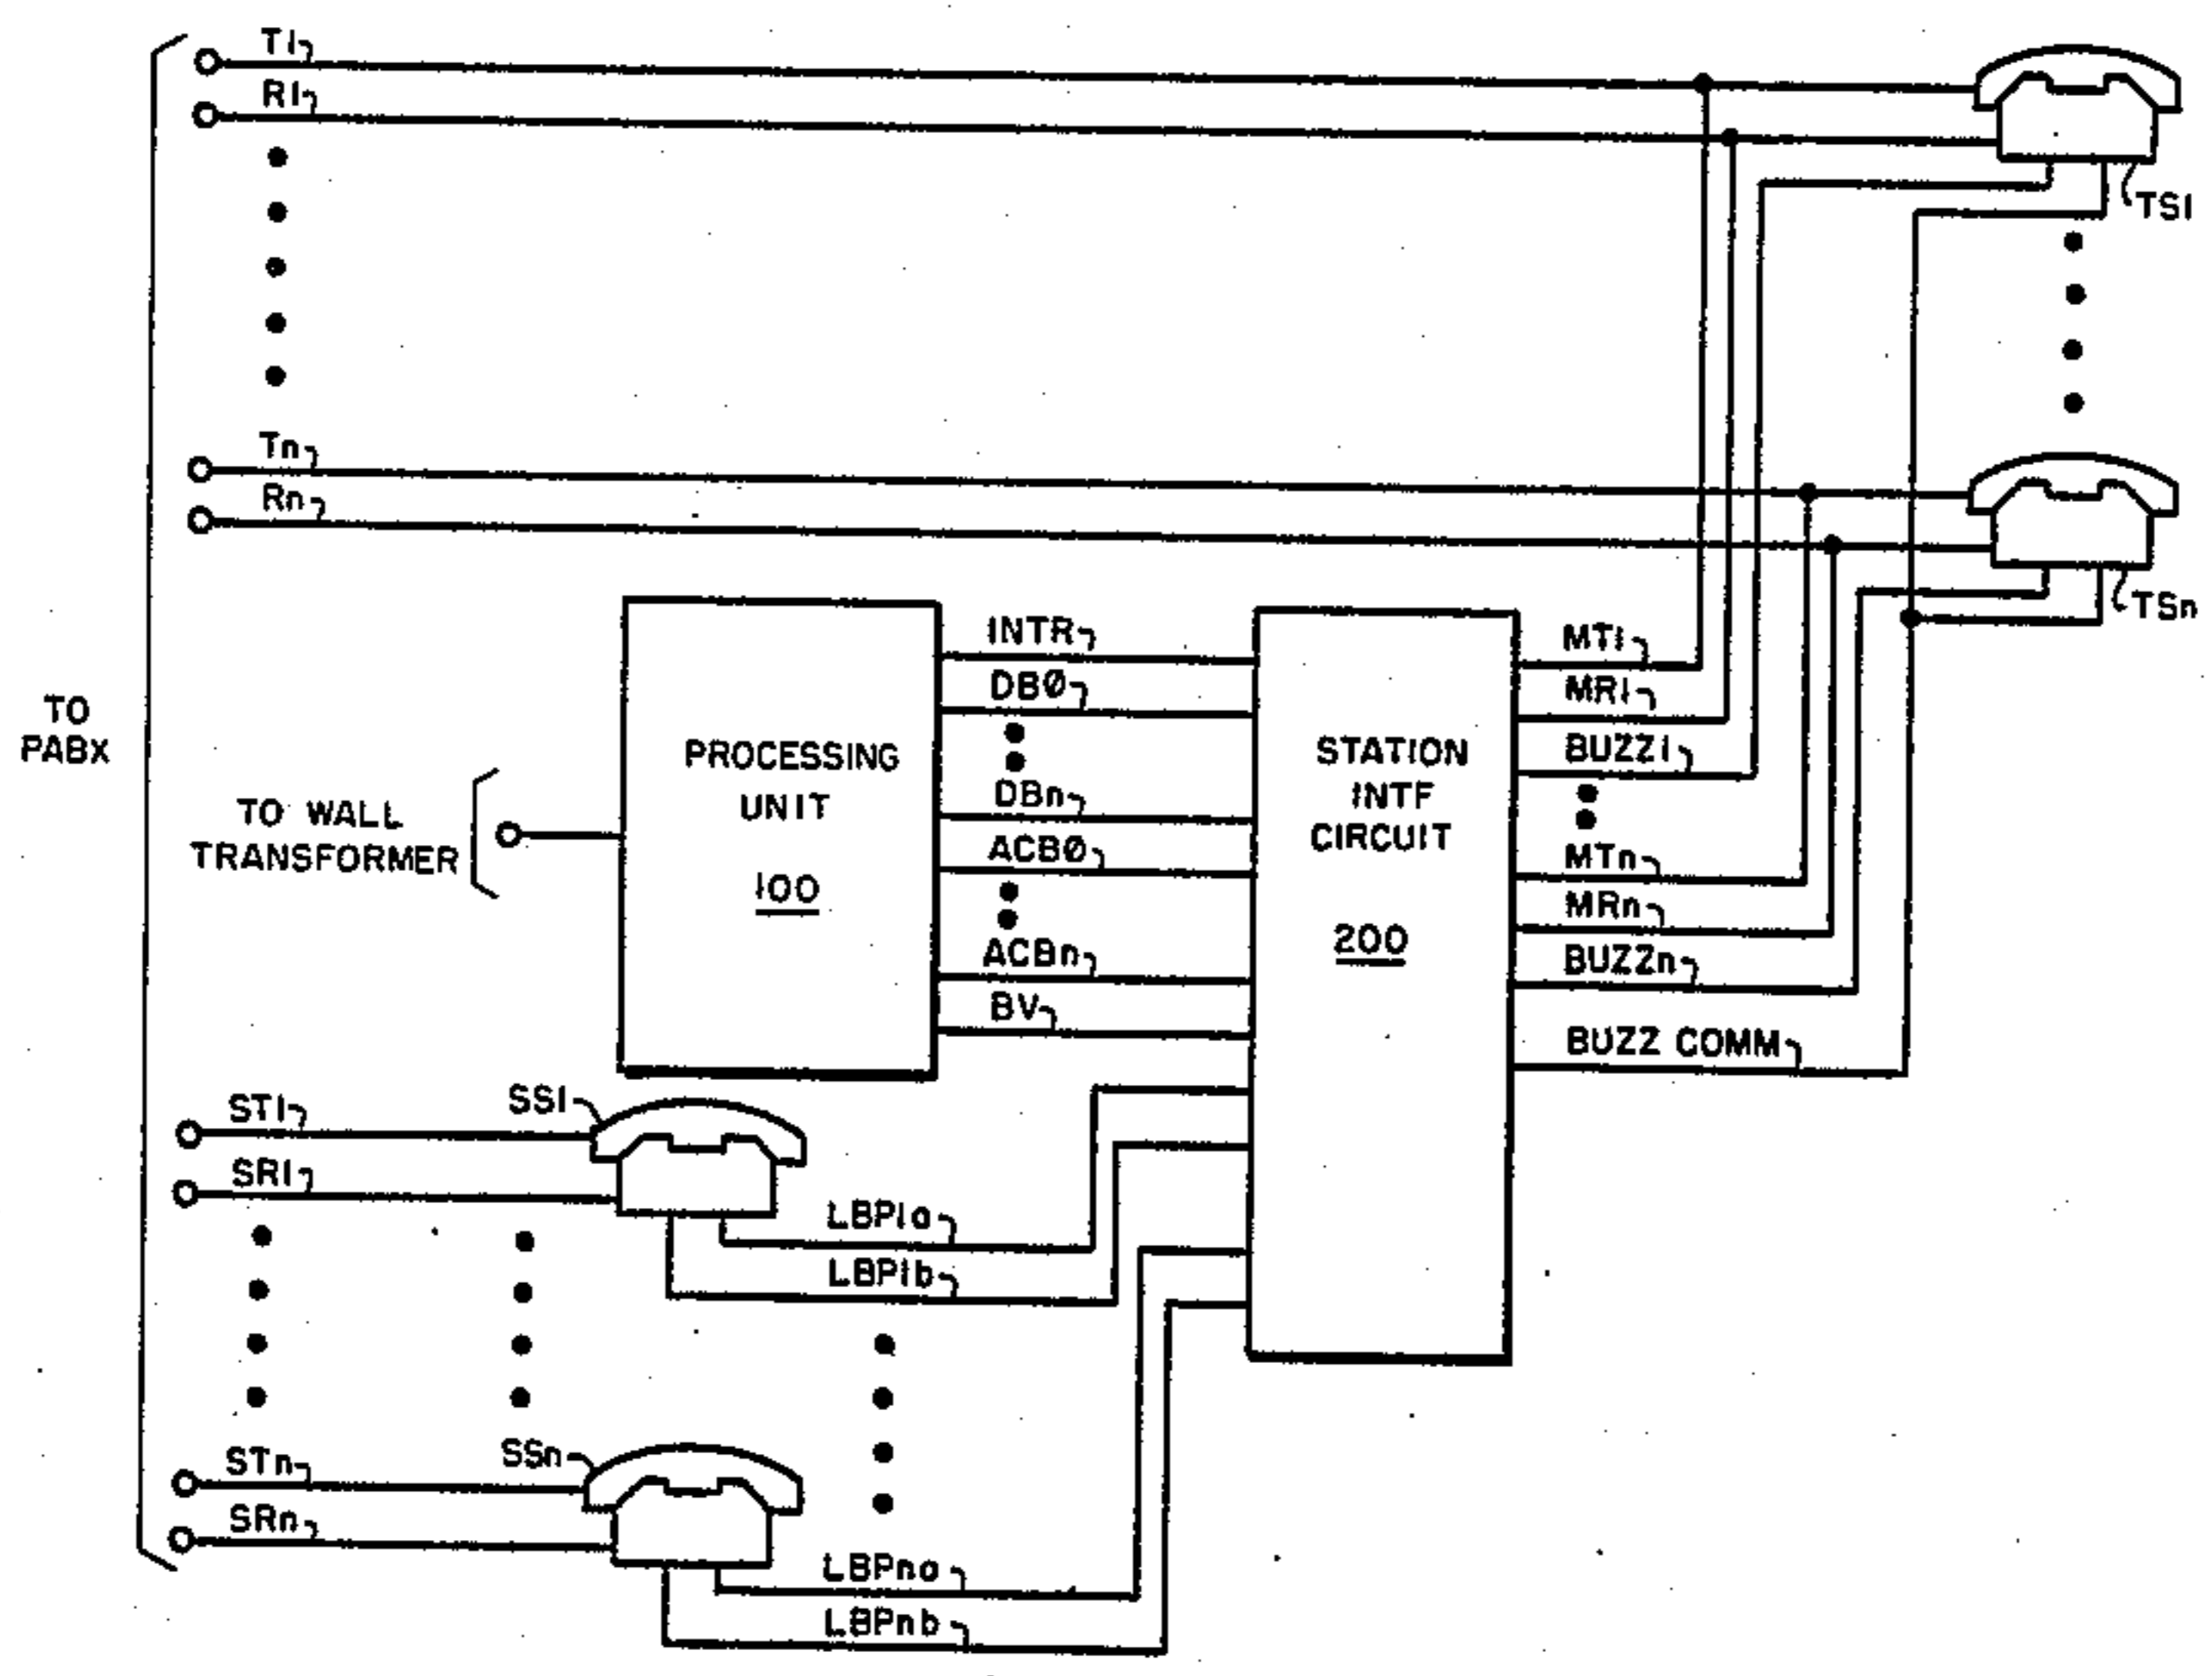 T1
R1
TS1
Tn
Rn
TSn
TO
PABX
TO WALL
TRANSFORMER
PROCESSING
UNIT
100
INTR
DBØ
DBn
ACBØ
ACBn
BV
STATION
INTF
CIRCUIT
200
MT1
MR1
BUZZ1
MTn
MRn
BUZZn
BUZZ COMM
ST1
SR1
SS1
LBP1a
LBP1b
STn
SRn
SSn
LBPna
LBPnb